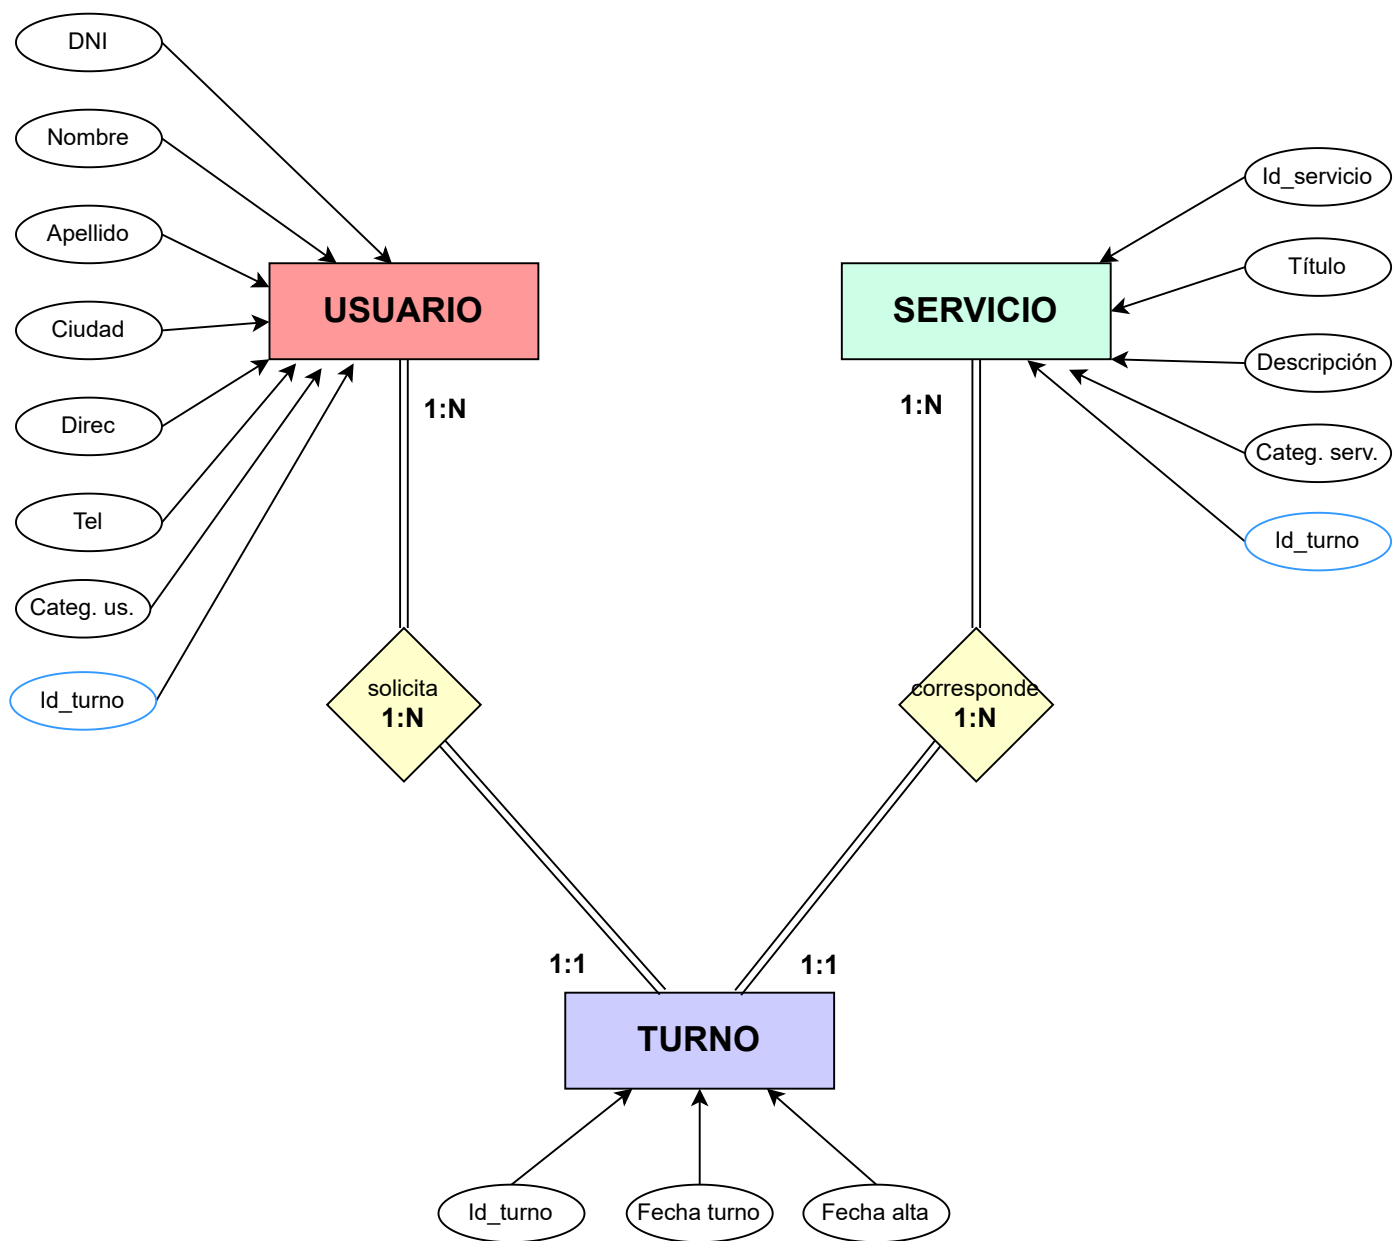 DNI
Nombre
Apellido
Ciudad
Direc
Tel
Categ. us.
Id_turno
USUARIO
1:N
solicita
1:N
1:1
SERVICIO
1:N
corresponde
1:N
1:1
Id_servicio
Título
Descripción
Categ. serv.
Id_turno
TURNO
Id_turno
Fecha turno
Fecha alta